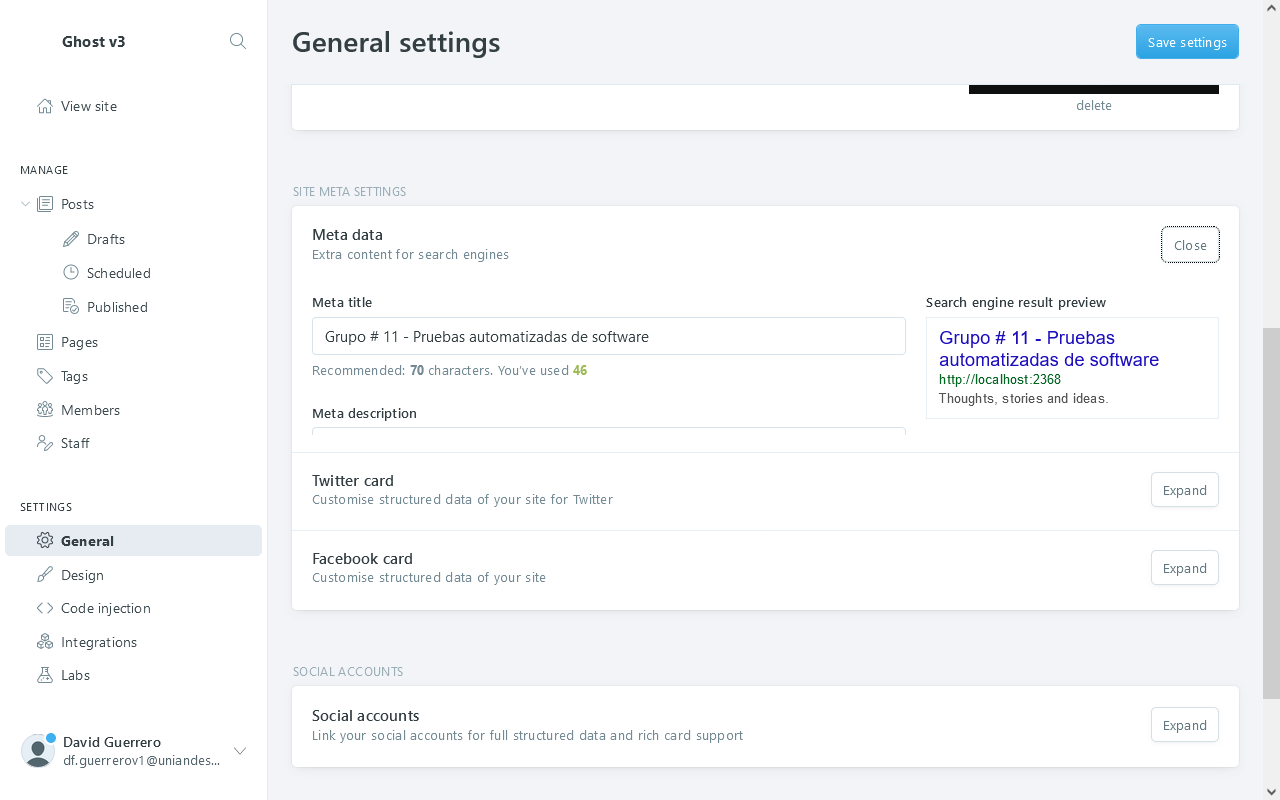 Ghost v3
View site
MANAGE
Posts
Drafts
Scheduled
Published
Pages
Tags
Members
Staff
SETTINGS
General
Design
Code injection
Integrations
Labs
David Guerrero
df.guerrerov1@uniandes...
General settings
Save settings
delete
SITE META SETTINGS
Meta data
Extra content for search engines
Close
Meta title
Grupo # 11 - Pruebas automatizadas de software
Recommended: 70 characters. You've used 46
Meta description
Search engine result preview
Grupo # 11 - Pruebas
automatizadas de software
http://localhost:2368
Thoughts, stories and ideas.
Twitter card
Customise structured data of your site for Twitter
Expand
Facebook card
Customise structured data of your site
Expand
SOCIAL ACCOUNTS
Social accounts
Link your social accounts for full structured data and rich card support
Expand